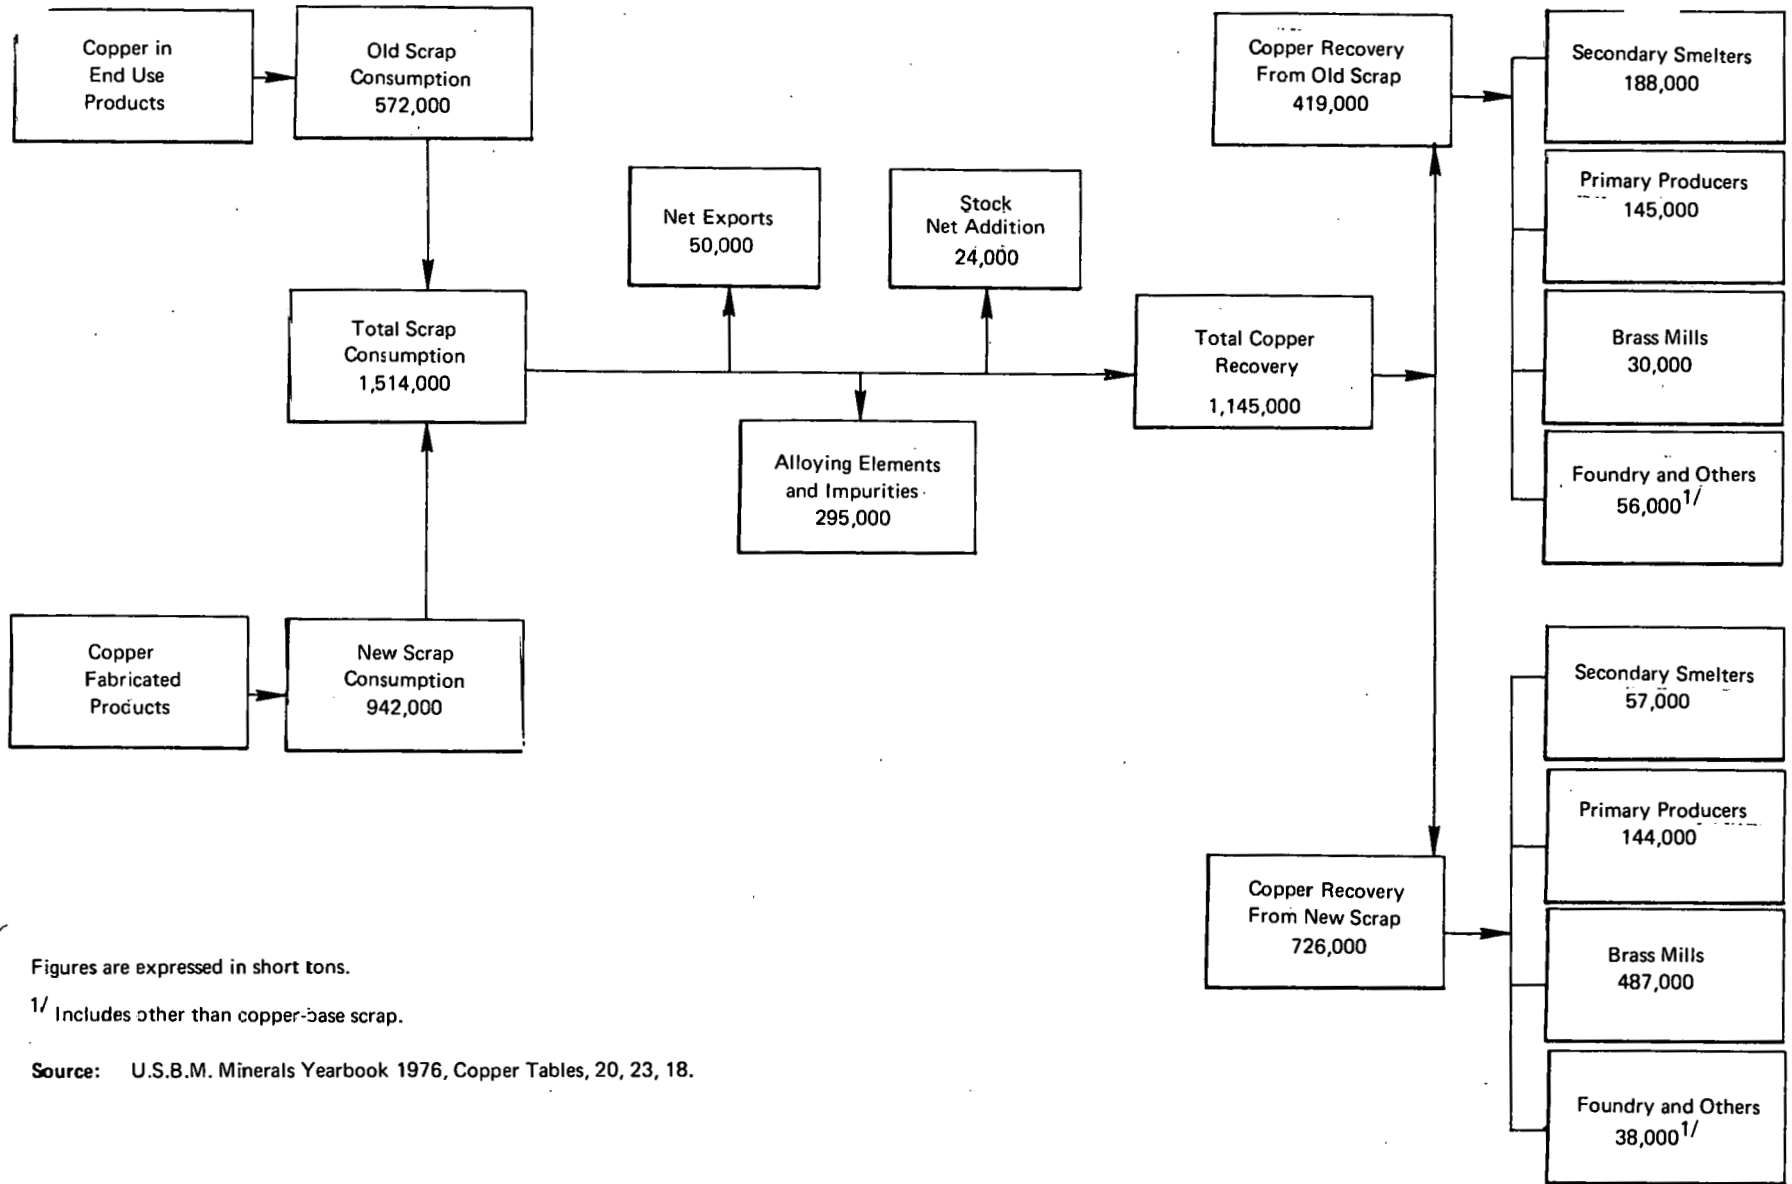 Copper in
End Use
Products
Old Scrap
Consumption
572,000
Total Scrap
Consumption
1,514,000
Copper
Fabricated
Products
New Scrap
Consumption
942,000
Net Exports
50,000
Stock
Net Addition
24,000
Alloying Elements
and Impurities
295,000
Total Copper
Recovery
1,145,000
Copper Recovery
From Old Scrap
419,000
Secondary Smelters
188,000
Primary Producers
145,000
Brass Mills
30,000
Foundry and Others
56,000 1/
Copper Recovery
From New Scrap
726,000
Secondary Smelters
57,000
Primary Producers
144,000
Brass Mills
487,000
Foundry and Others
38,000 1/
Figures are expressed in short tons.
1/ Includes other than copper-base scrap.
Source: U.S.B.M. Minerals Yearbook 1976, Copper Tables, 20, 23, 18.